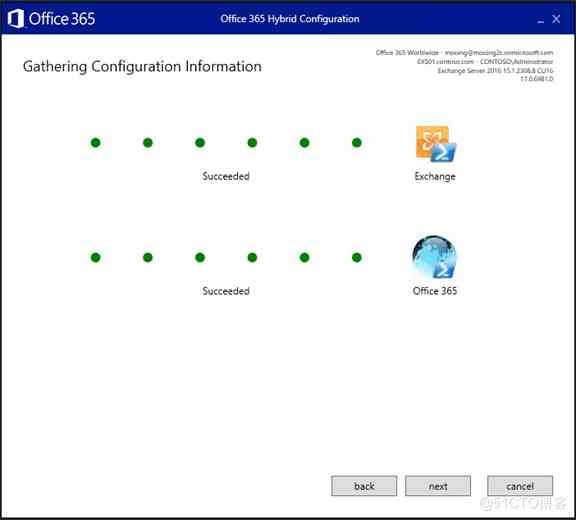 Office 365
Office 365 Hybrid Configuration
Office 365 Worldwide - moxing@moxing2c.onmicrosoft.com
EXS01.contoso.com - CONTOSO\Administrator
Exchange Server 2016 15.1.2308.8 CU16
17.0.6981.0
Gathering Configuration Information
Succeeded
Exchange
Succeeded
Office 365
back
next
cancel
@51CTO博客